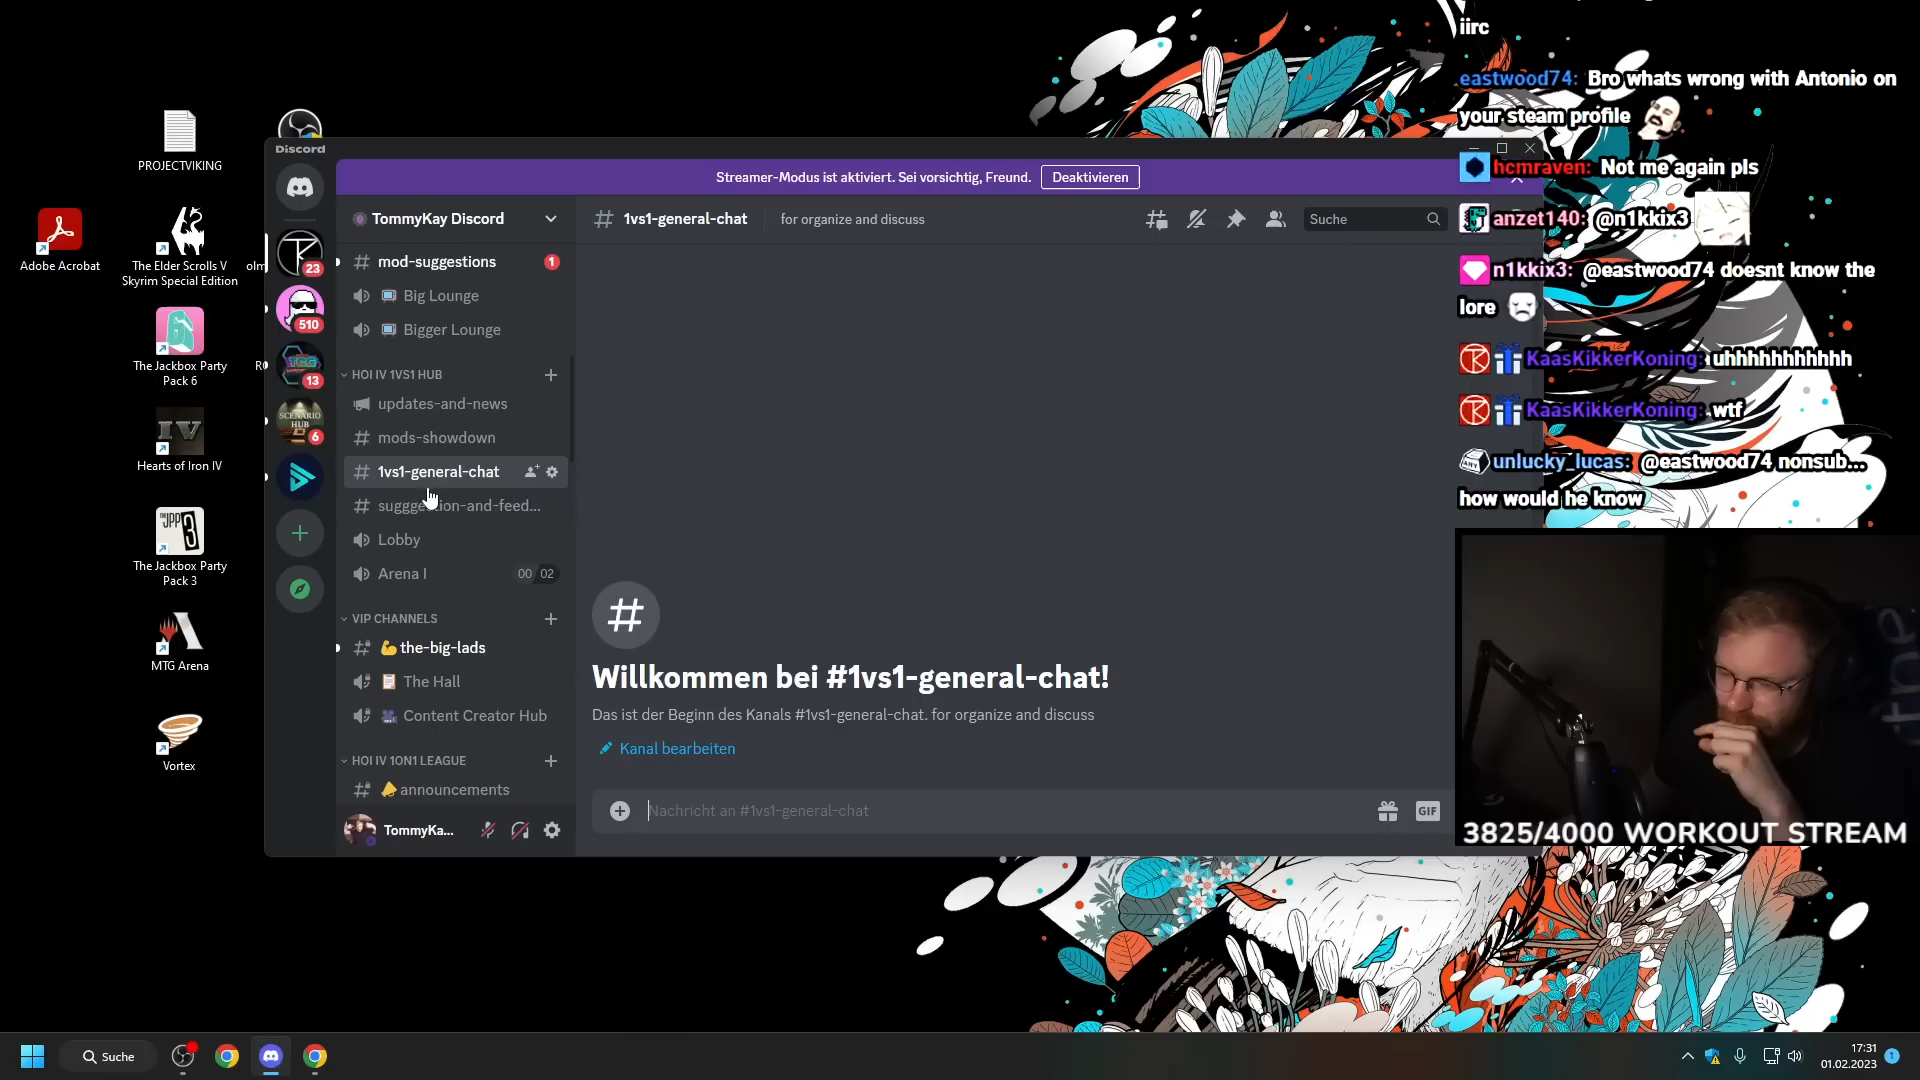 PROJECTVIKING
Adobe Acrobat
The Elder Scrolls V
Skyrim Special Edition
The Jackbox Party
Pack 6
IV
Hearts of Iron IV
THE
JPP
3
The Jackbox Party
Pack 3
MTG Arena
Vortex
Discord
23
510
13
SCENARIO
HUB
6
Streamer-Modus ist aktiviert. Sei vorsichtig, Freund.
Deaktivieren
TommyKay Discord
1vs1-general-chat
for organize and discuss
Suche
mod-suggestions
1
Big Lounge
Bigger Lounge
HOI IV 1VS1 HUB
updates-and-news
mods-showdown
1vs1-general-chat
Lobby
Arena I
00 02
VIP CHANNELS
the-big-lads
The Hall
Content Creator Hub
HOI IV 1ON1 LEAGUE
announcements
TommyKa...
Willkommen bei #1vs1-general-chat!
Das ist der Beginn des Kanals #1vs1-general-chat. for organize and discuss
Kanal bearbeiten
Nachricht an #1vs1-general-chat
GIF
iirc
eastwood74: Bro whats wrong with Antonio on
your steam profile
hcmraven: Not me again pls
anzet140: @n1kkix3
n1kkix3: @eastwood74 doesnt know the
lore
KaasKikkerKoning: uhhhhhhhhhhh
KaasKikkerKoning: wtf
unlucky_lucas: @eastwood74 nonsub...
how would he know
3825/4000 WORKOUT STREAM
Suche
17:31
01.02.2023
1